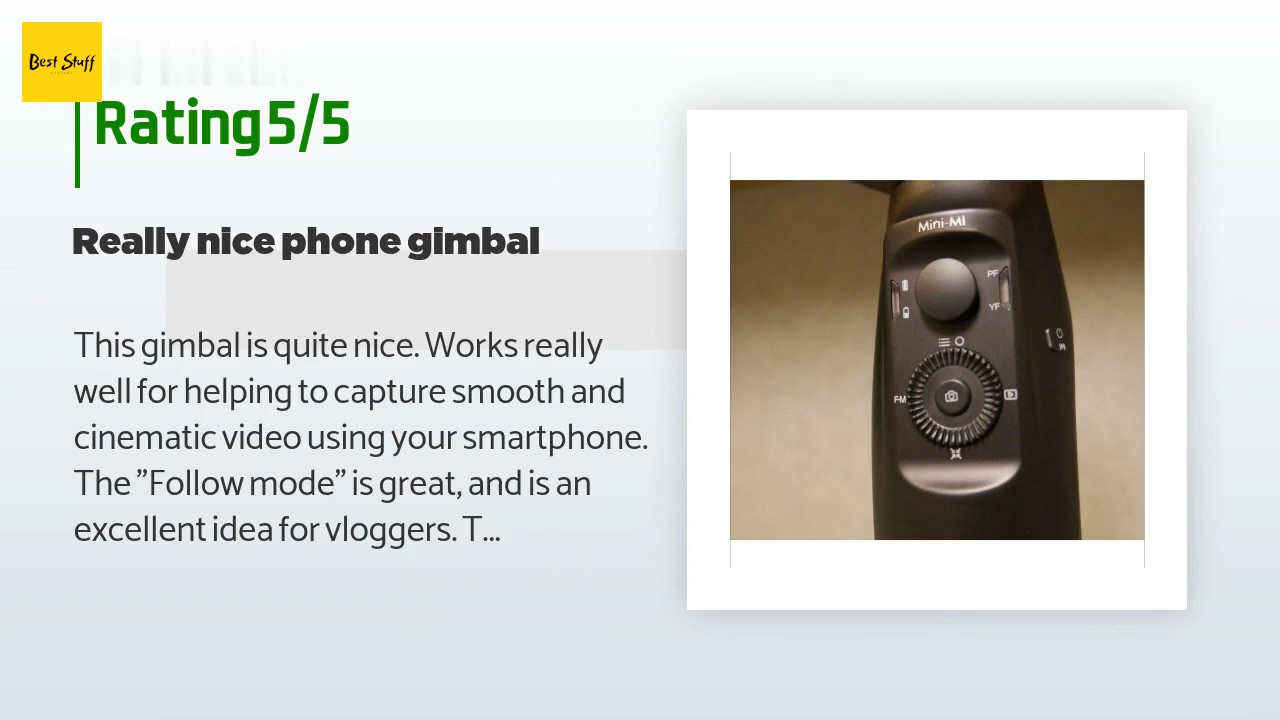 Best Stuff
Rating 5/5
Really nice phone gimbal
This gimbal is quite nice. Works really
well for helping to capture smooth and
cinematic video using your smartphone.
The ”Follow mode” is great, and is an
excellent idea for vloggers. T...
Mini-MI
PF
YF
F-M